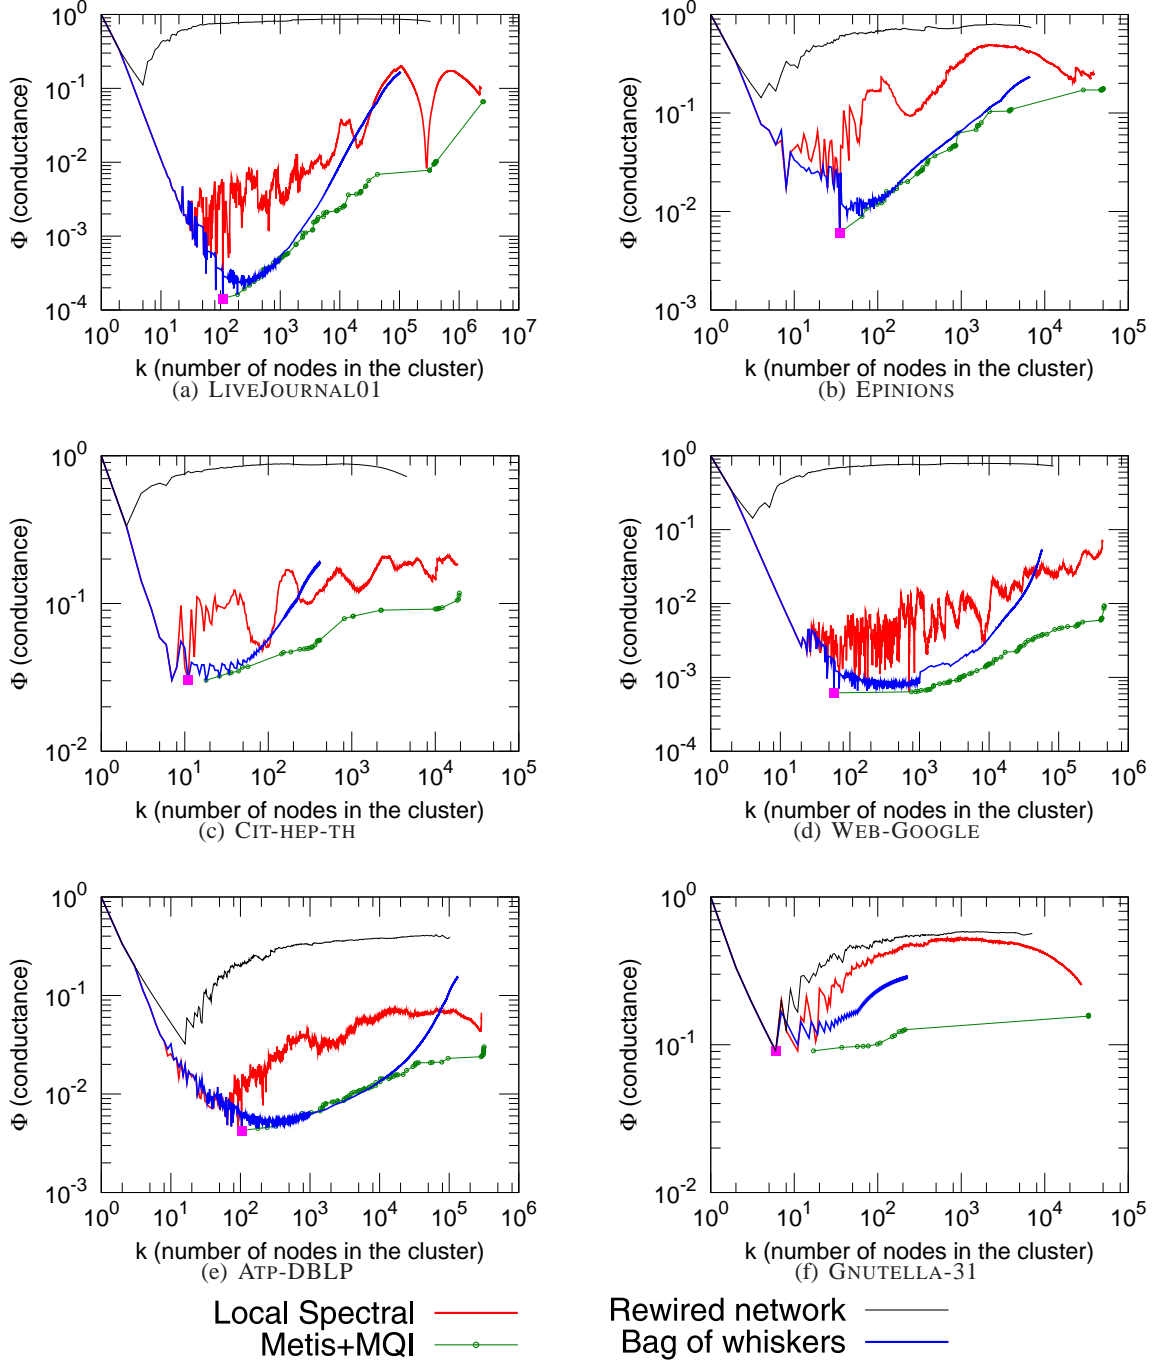 10^0
10^-1
10^-2
10^-3
10^-4
10^0 10^1 10^2 10^3 10^4 10^5 10^6 10^7
Φ (conductance)
k (number of nodes in the cluster)
(a) LIVEJOURNAL01
10^0
10^-1
10^-2
10^-3
10^0 10^1 10^2 10^3 10^4 10^5
Φ (conductance)
k (number of nodes in the cluster)
(b) EPINIONS
10^0
10^-1
10^-2
10^0 10^1 10^2 10^3 10^4 10^5
Φ (conductance)
k (number of nodes in the cluster)
(c) CIT-HEP-TH
10^0
10^-1
10^-2
10^-3
10^-4
10^0 10^1 10^2 10^3 10^4 10^5 10^6
Φ (conductance)
k (number of nodes in the cluster)
(d) WEB-GOOGLE
10^0
10^-1
10^-2
10^-3
10^0 10^1 10^2 10^3 10^4 10^5 10^6
Φ (conductance)
k (number of nodes in the cluster)
(e) ATP-DBLP
10^0
10^-1
10^-2
10^0 10^1 10^2 10^3 10^4 10^5
Φ (conductance)
k (number of nodes in the cluster)
(f) GNUTELLA-31
Local Spectral
Metis+MQI
Rewired network
Bag of whiskers